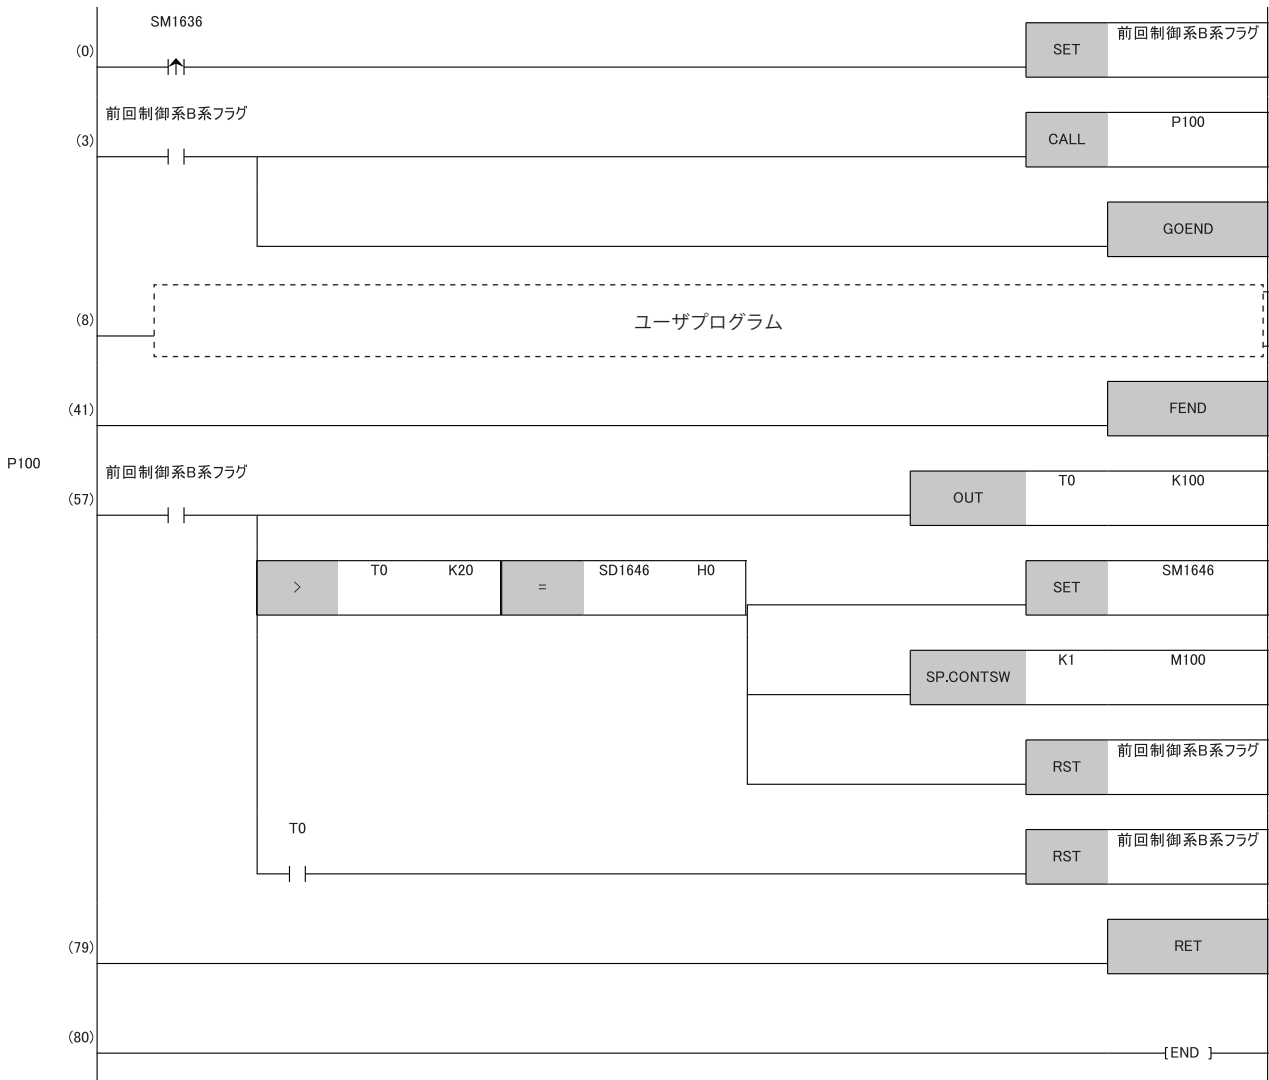 SM1636
(0) SET 前回制御系B系フラグ
前回制御系B系フラグ
(3) CALL P100
GOEND
(8) ユーザプログラム
(41) FEND
P100
前回制御系B系フラグ
(57) OUT T0 K100
> T0 K20 = SD1646 H0 SET SM1646
SP.CONTSW K1 M100
RST 前回制御系B系フラグ
T0
RST 前回制御系B系フラグ
(79) RET
(80) [END ]